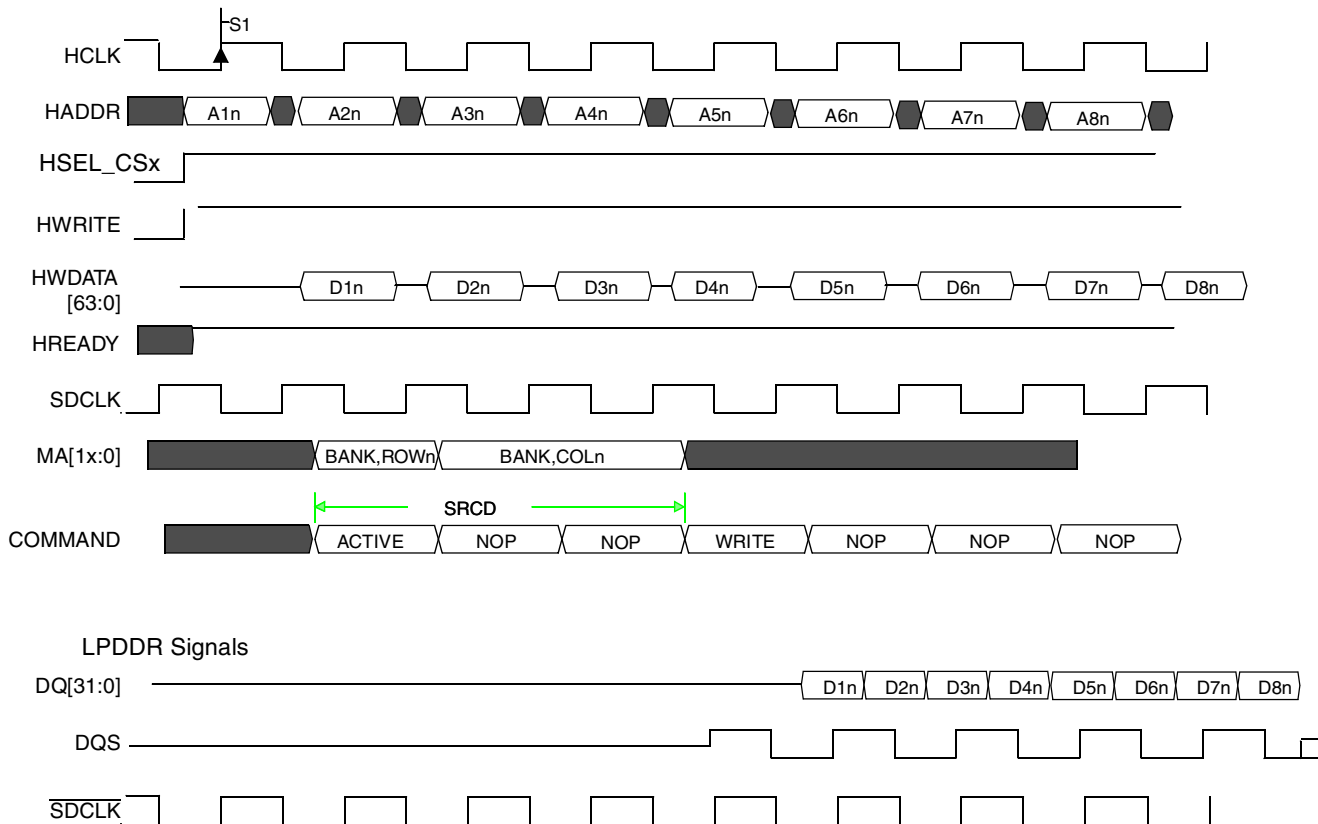 S1
HCLK
HADDR A1n A2n A3n A4n A5n A6n A7n A8n
HSEL_CSx
HWRITE
HWDATA
[63:0]
D1n D2n D3n D4n D5n D6n D7n D8n
HREADY
SDCLK
MA[1x:0] BANK,ROWn BANK,COLn
SRCD
COMMAND ACTIVE NOP NOP WRITE NOP NOP NOP
LPDDR Signals
DQ[31:0] D1n D2n D3n D4n D5n D6n D7n D8n
DQS
SDCLK